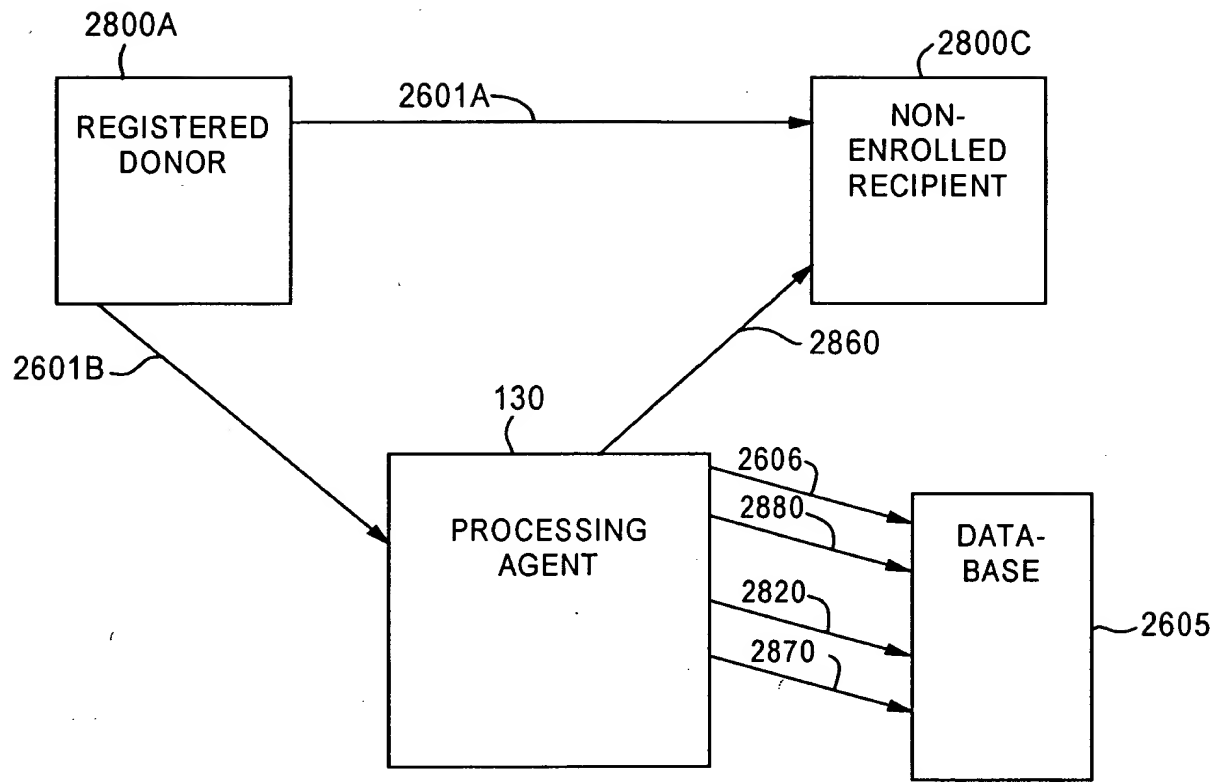 2800A
2800C
REGISTERED
DONOR
2601A
NON-
ENROLLED
RECIPIENT
2601B
2860
130
PROCESSING
AGENT
2606
2880
2820
2870
DATA-
BASE
2605